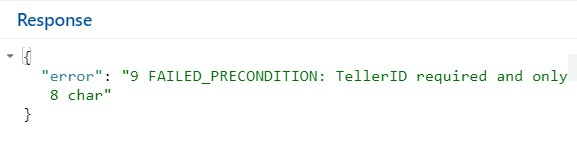 Response
{
"error": "9 FAILED_PRECONDITION: TellerID required and only
8 char"
}